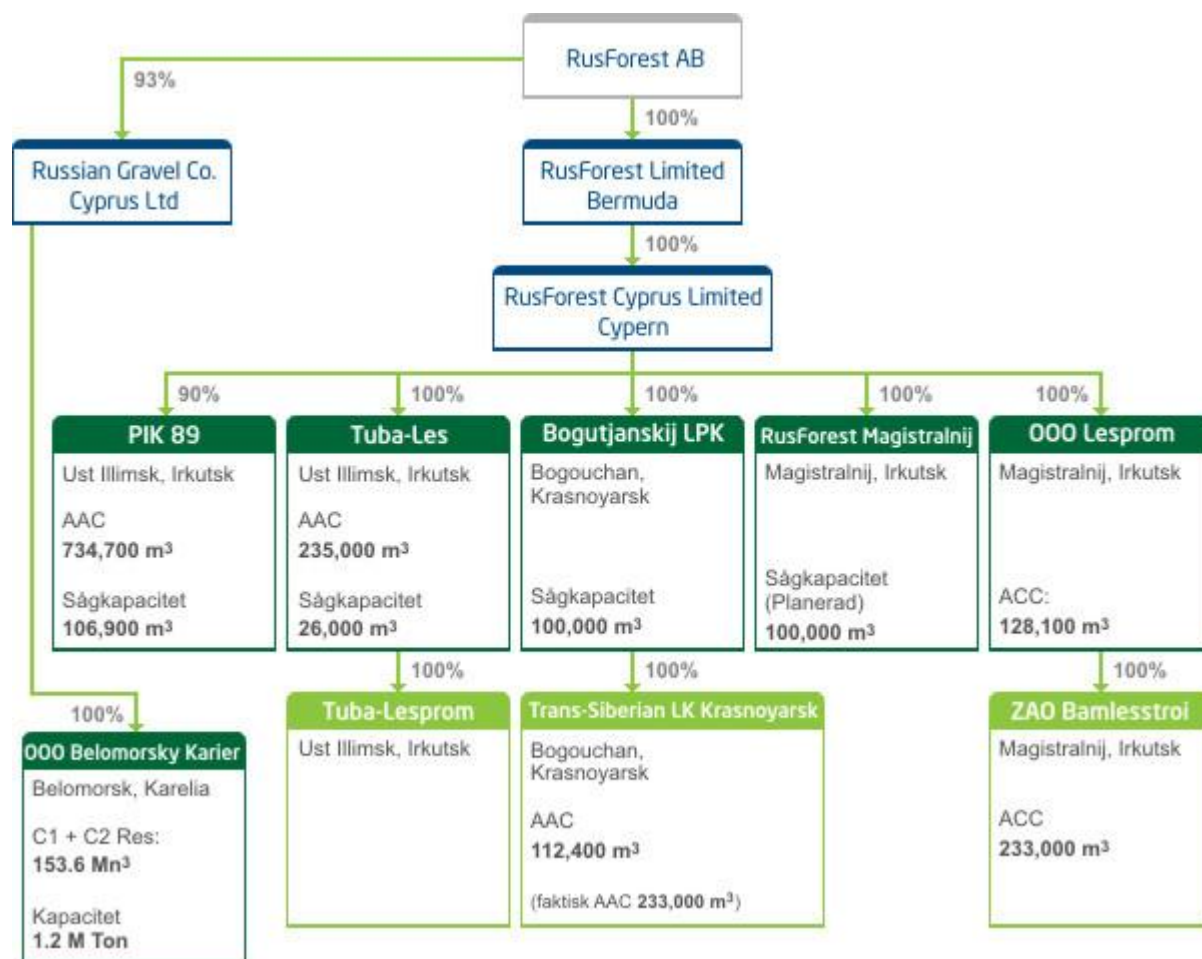 RusForest AB
93%
100%
Russian Gravel Co.
Cyprus Ltd
RusForest Limited
Bermuda
100%
RusForest Cyprus Limited
Cypern
90%
100%
100%
100%
100%
PIK 89
Ust Illimsk, Irkutsk
AAC
734,700 m³
Sågkapacitet
106,900 m³
Tuba-Les
Ust Illimsk, Irkutsk
AAC
235,000 m³
Sågkapacitet
26,000 m³
Bogutjanskij LPK
Bogouchan,
Krasnoyarsk
Sågkapacitet
100,000 m³
RusForest Magistralnij
Magistralnij, Irkutsk
Sågkapacitet
(Planerad)
100,000 m³
OOO Lesprom
Magistralnij, Irkutsk
ACC:
128,100 m³
100%
100%
100%
100%
OOO Belomorsky Karier
Belomorsk, Karelia
C1 + C2 Res:
153.6 Mn³
Kapacitet
1.2 M Ton
Tuba-Lesprom
Ust Illimsk, Irkutsk
Trans-Siberian LK Krasnoyarsk
Bogouchan,
Krasnoyarsk
AAC
112,400 m³
(faktisk AAC 233,000 m³)
ZAO Bamlesstroi
Magistralnij, Irkutsk
ACC
233,000 m³